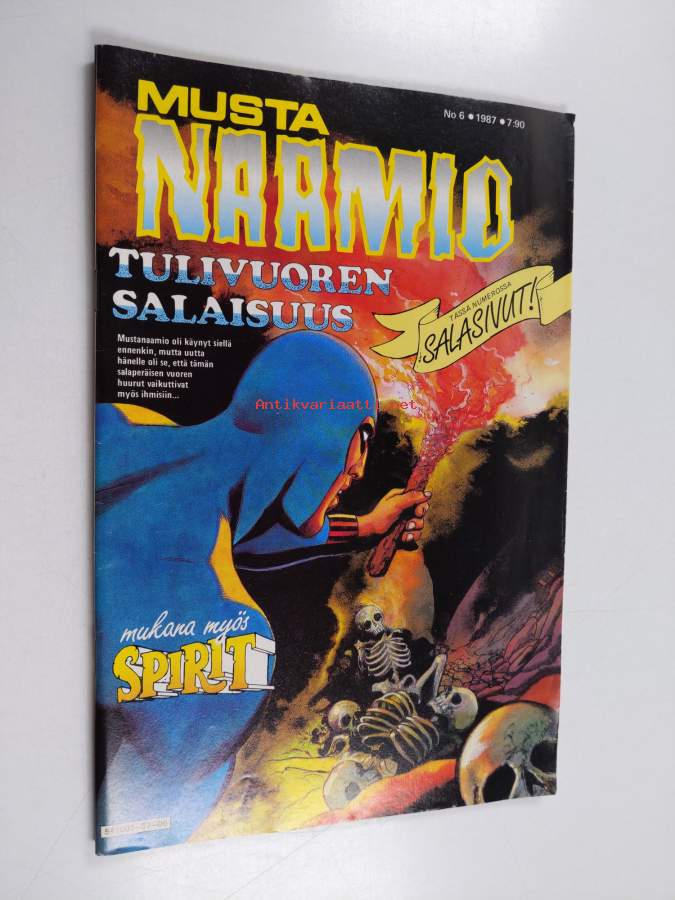 MUSTA
No 6 ● 1987 ● 7:90
NAAMIO
TULIVUOREN
SALAISUUS
TÄSSÄ NUMEROSSA
SALASIVUT!
Mustanaamio oli käynyt siellä
ennenkin, mutta uutta
hänelle oli se, että tämän
salaperäisen vuoren
huurut vaikuttivat
myös ihmisiin...
Antikvariaatti.net
mukana myös
SPIRIT